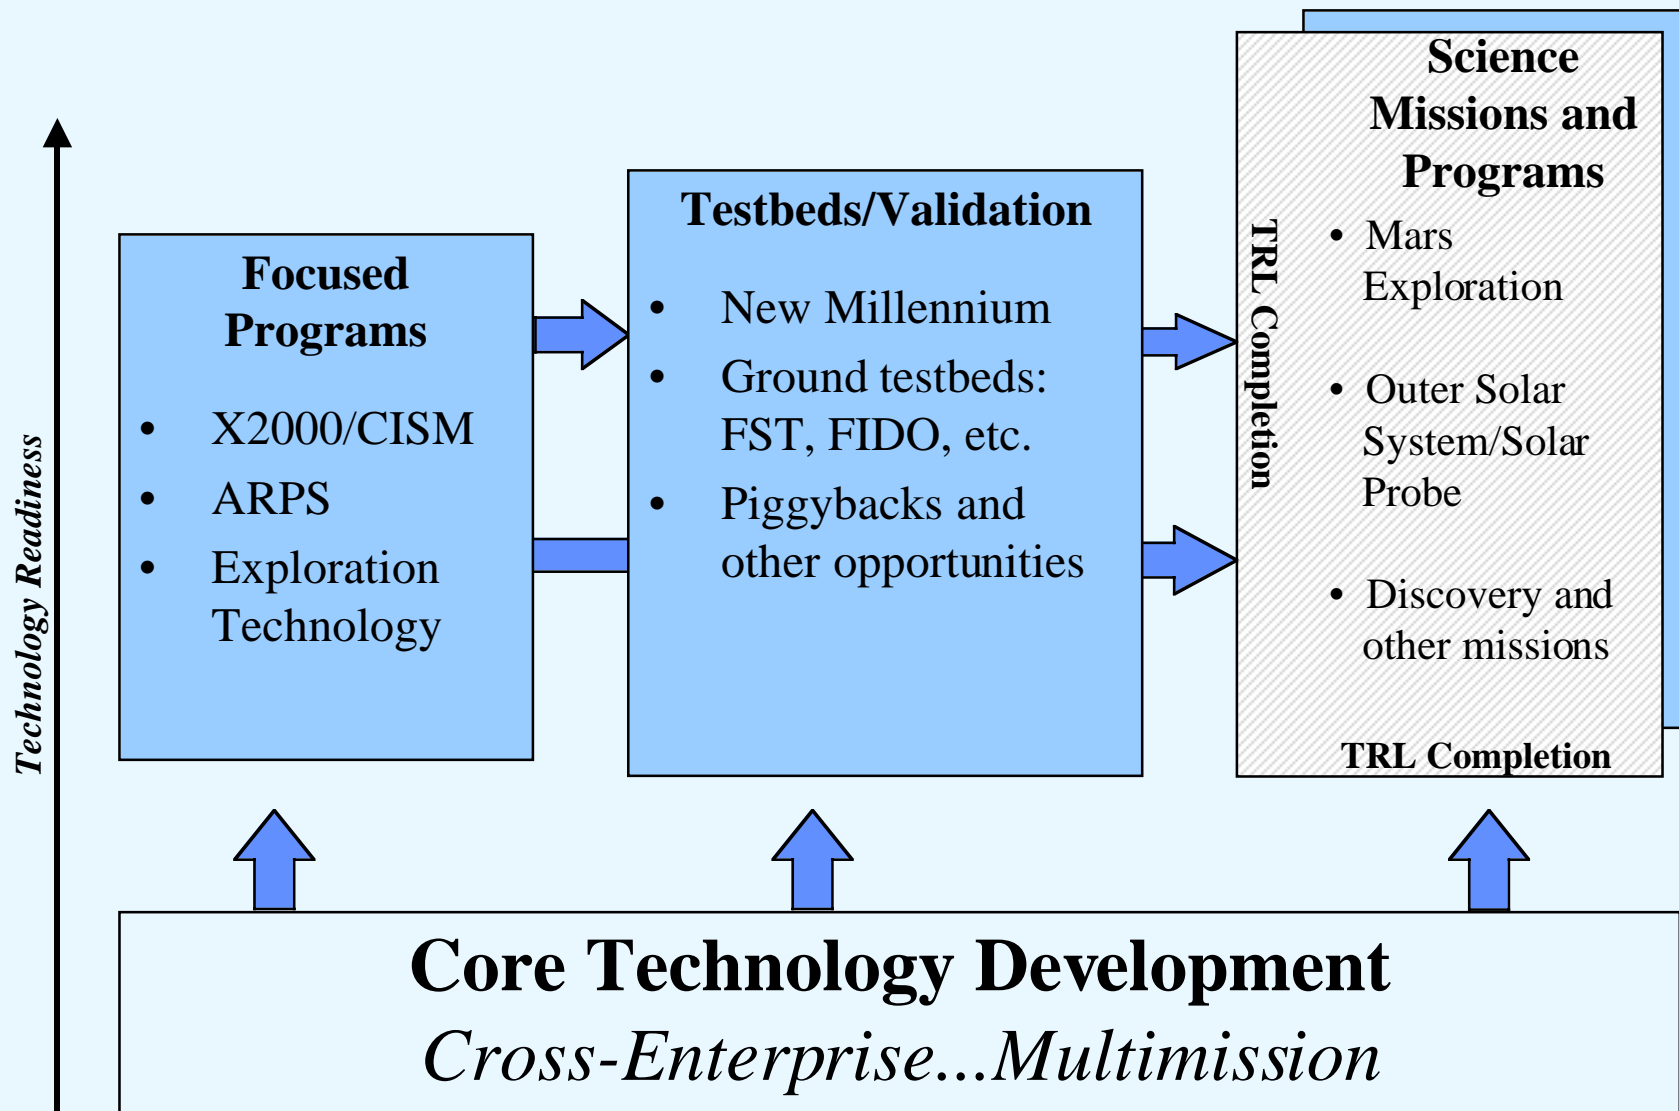 Technology Readiness
Focused
Programs
• X2000/CISM
• ARPS
• Exploration
Technology
Testbeds/Validation
• New Millennium
• Ground testbeds:
FST, FIDO, etc.
• Piggybacks and
other opportunities
TRL Completion
Science
Missions and
Programs
• Mars
Exploration
• Outer Solar
System/Solar
Probe
• Discovery and
other missions
TRL Completion
Core Technology Development
Cross-Enterprise...Multimission